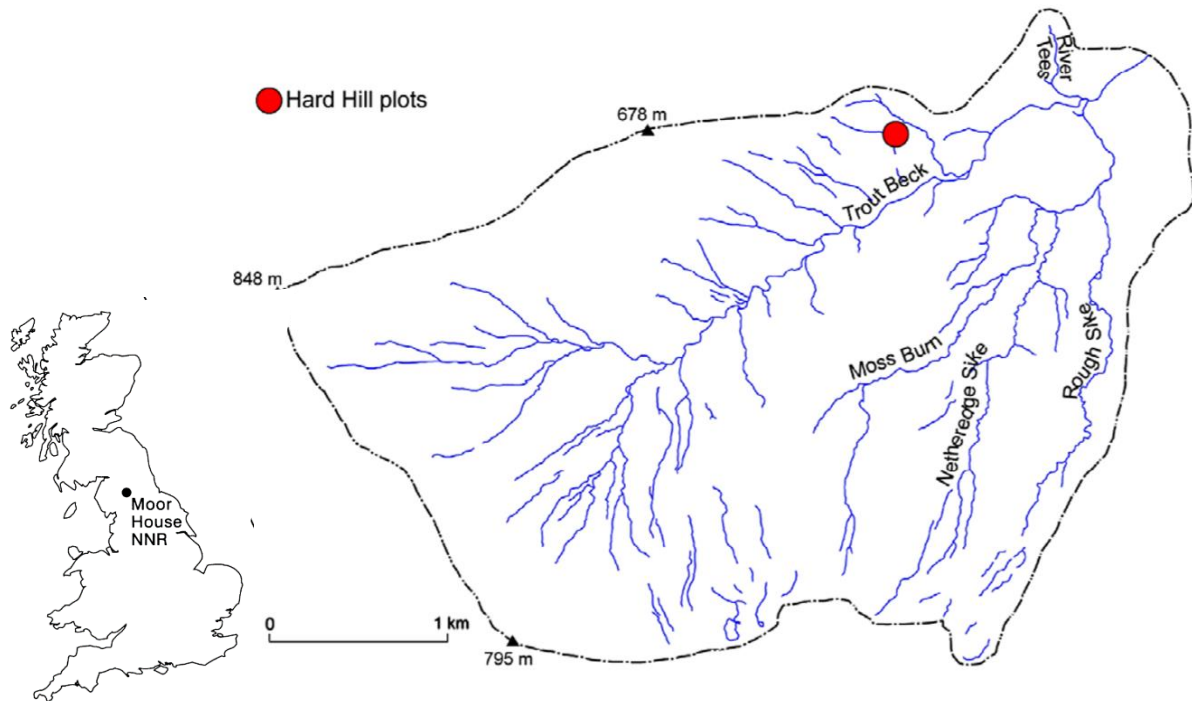 River
Tees
Hard Hill plots
678 m
Trout Beck
848 m
Moor
House
NNR
Moss Burn
Netheredge Sike
Rough Sike
0
1 km
795 m